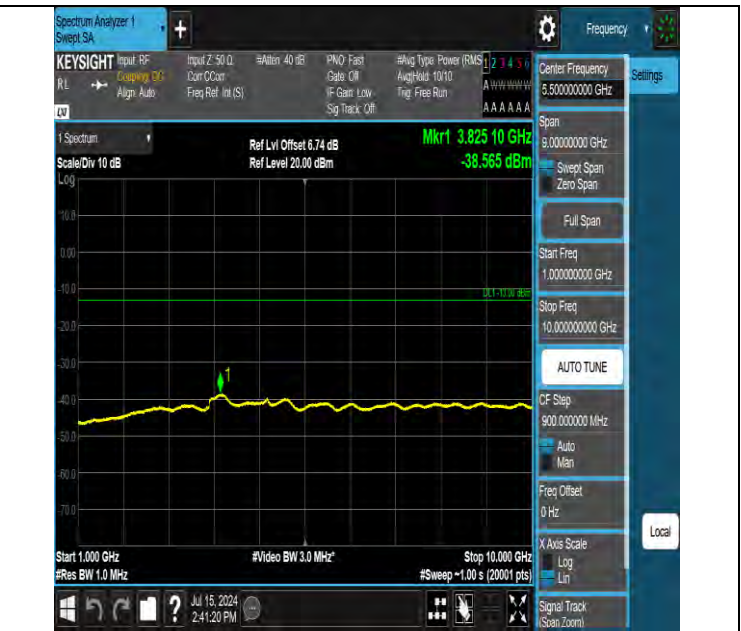 Spectrum Analyzer 1
Swept SA
+
Frequency
KEYSIGHT
RL
Input: RF
Coupling: DC
Align: Auto
Input Z: 50 Ω
Corr CCorr
Freq Ref: Int (S)
#Atten: 40 dB
PNO: Fast
Gate: Off
IF Gain: Low
Sig Track: Off
#Avg Type: Power (RMS
Avg|Hold: 10/10
Trig: Free Run
1 2 3 4 5 6
A W W W W W
A A A A A A
LXI
1 Spectrum
Scale/Div 10 dB
Log
Ref Lvl Offset 6.74 dB
Ref Level 20.00 dBm
Mkr1 3.825 10 GHz
-38.565 dBm
10.0
0.00
-10.0
-20.0
-30.0
-40.0
-50.0
-60.0
-70.0
1
Start 1.000 GHz
#Res BW 1.0 MHz
#Video BW 3.0 MHz*
Stop 10.000 GHz
#Sweep ~1.00 s (20001 pts)
Center Frequency
5.500000000 GHz
Settings
Span
9.00000000 GHz
Swept Span
Zero Span
Full Span
Start Freq
1.000000000 GHz
Stop Freq
10.000000000 GHz
AUTO TUNE
CF Step
900.000000 MHz
Auto
Man
Freq Offset
0 Hz
X Axis Scale
Log
Lin
Signal Track
(Span Zoom)
Local
?
Jul 15, 2024
2:41:20 PM